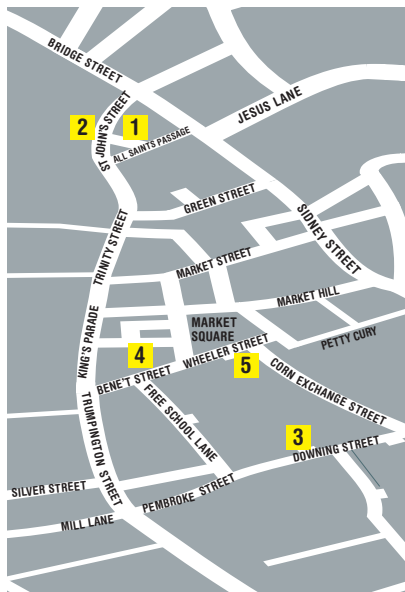 BRIDGE STREET
ST JOHN'S STREET
2
1
ALL SAINTS PASSAGE
JESUS LANE
GREEN STREET
SIDNEY STREET
TRINITY STREET
MARKET STREET
MARKET HILL
MARKET
SQUARE
KING'S PARADE
PETTY CURY
WHEELER STREET
4
5
BENE'T STREET
CORN EXCHANGE STREET
FREE SCHOOL LANE
TRUMPINGTON STREET
3
DOWNING STREET
SILVER STREET
PEMBROKE STREET
MILL LANE